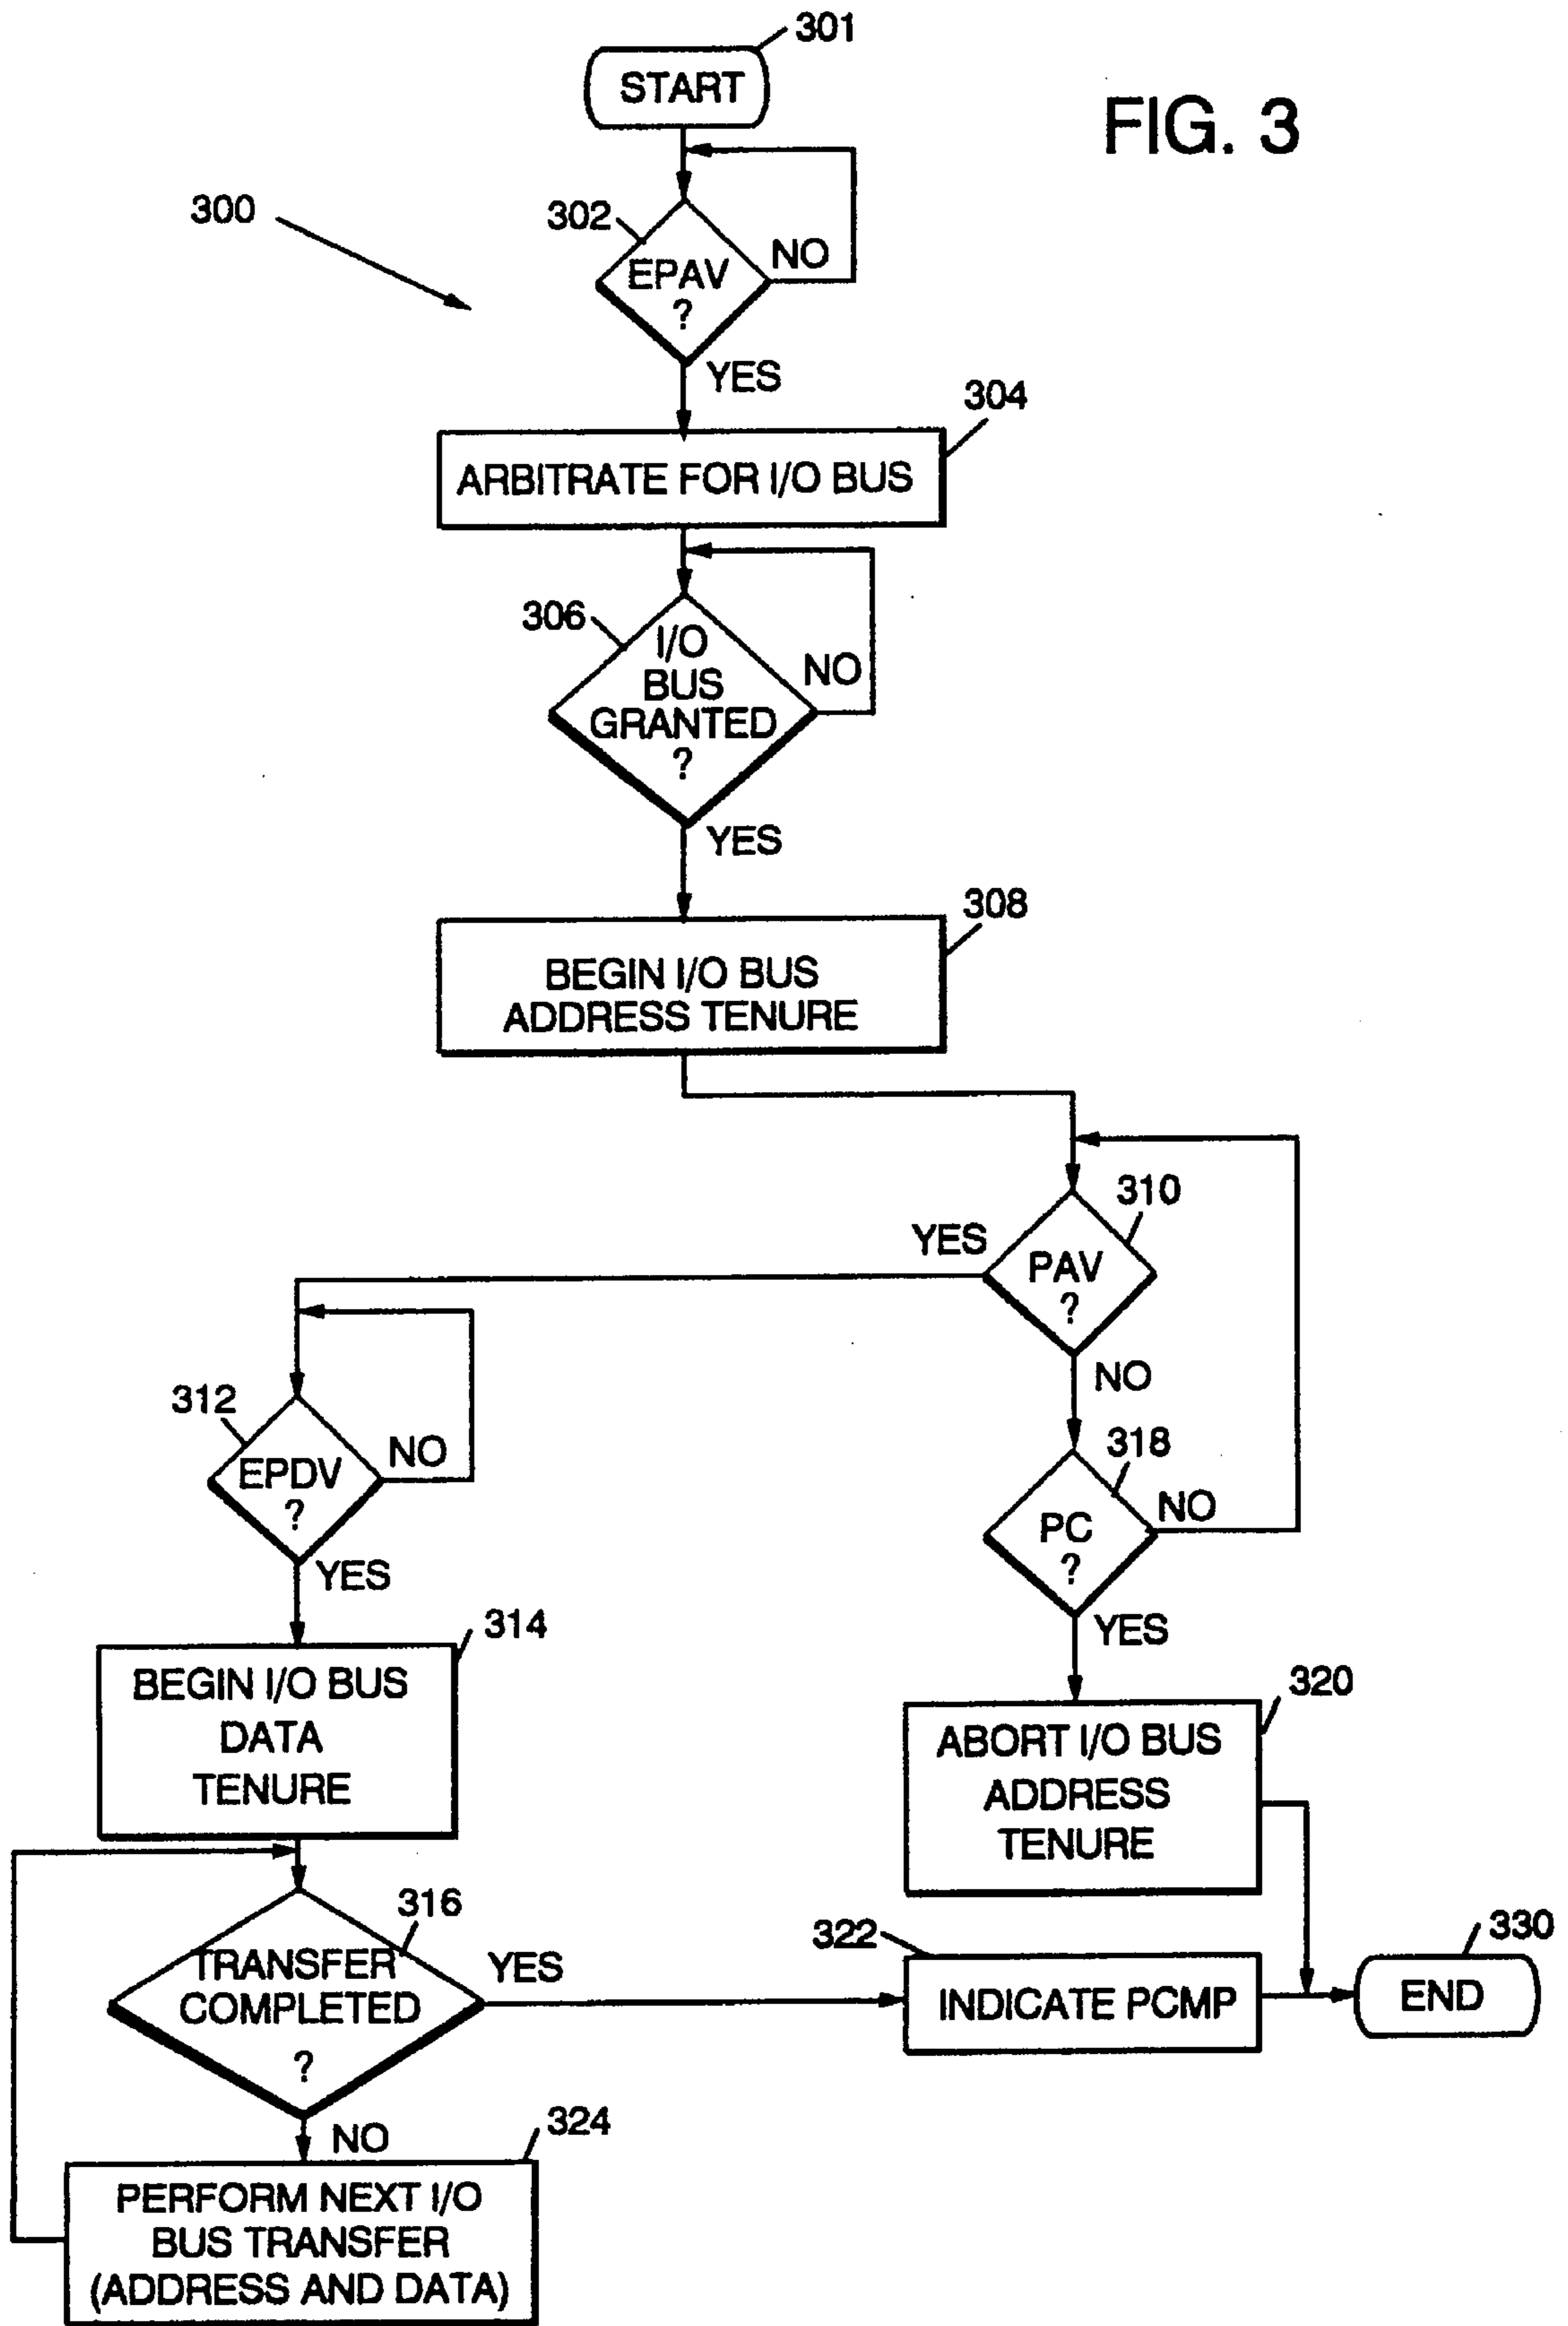 301
START
FIG. 3
300
302
EPAV
?
NO
YES
304
ARBITRATE FOR I/O BUS
306
I/O
BUS
GRANTED
?
NO
YES
308
BEGIN I/O BUS
ADDRESS TENURE
310
YES
PAV
?
NO
312
EPDV
?
NO
YES
318
PC
?
NO
YES
314
BEGIN I/O BUS
DATA
TENURE
320
ABORT I/O BUS
ADDRESS
TENURE
316
TRANSFER
COMPLETED
?
YES
NO
322
INDICATE PCMP
330
END
324
PERFORM NEXT I/O
BUS TRANSFER
(ADDRESS AND DATA)